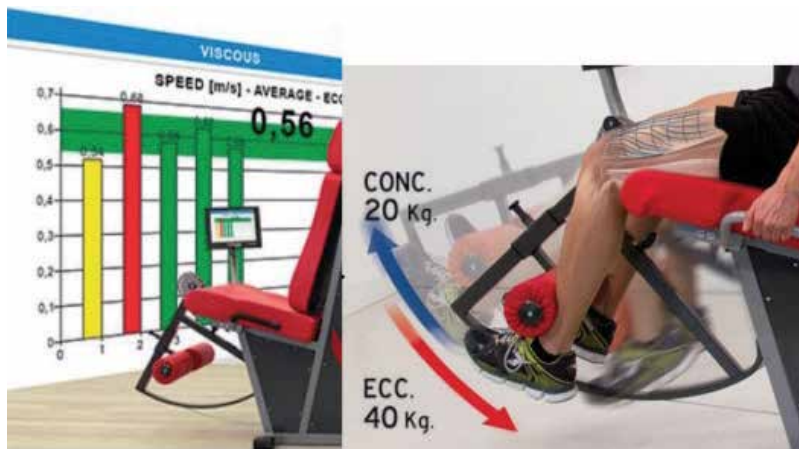 VISCOUS
SPEED [m/s] - AVERAGE - ECC
0,56
0,7
0,6
0,5
0,4
0,3
0,2
0,1
0
0
1
2
3
0.68
CONC.
20 Kg.
ECC.
40 Kg.